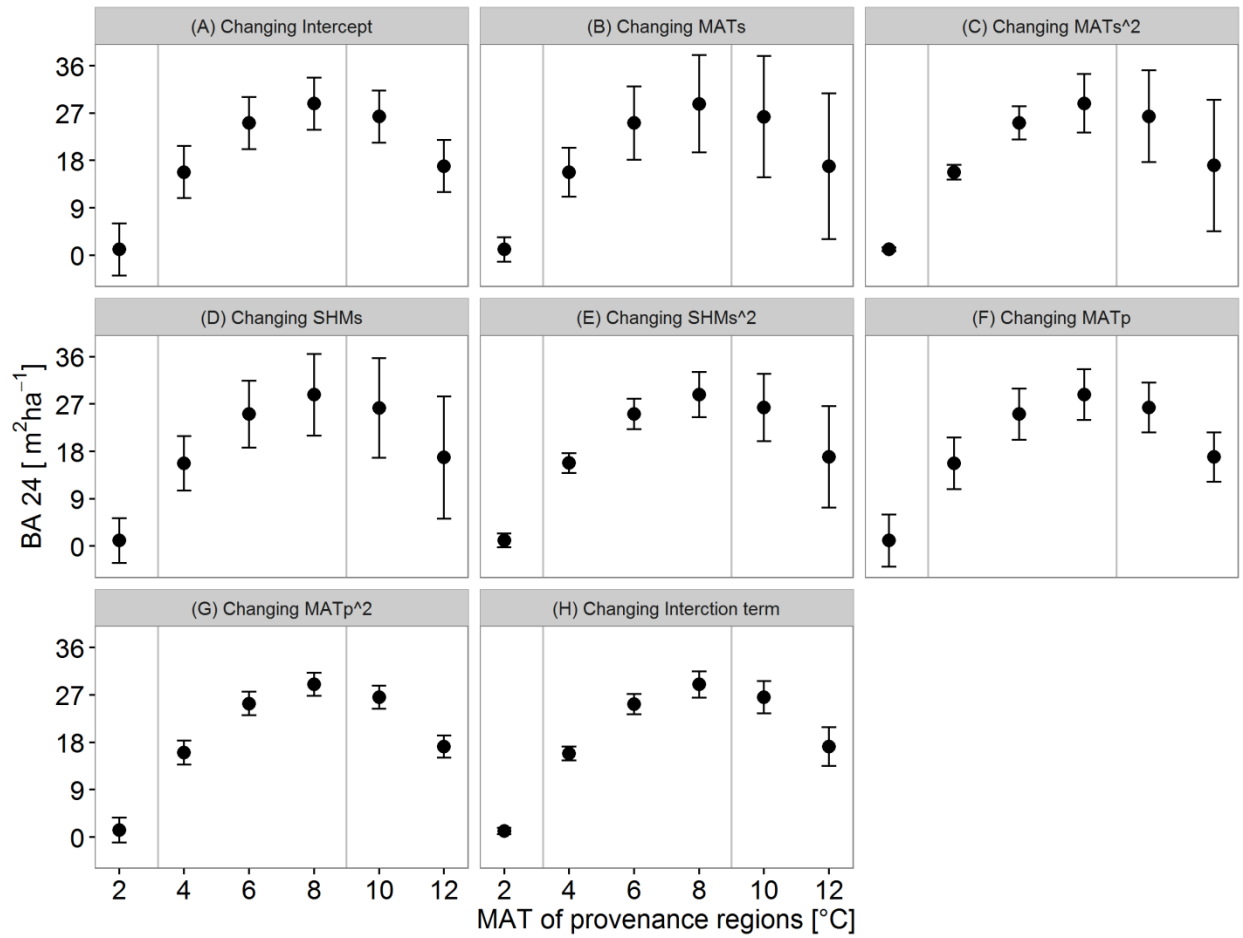 (A) Changing Intercept
(B) Changing MATs
(C) Changing MATs^2
36
27
18
9
0
(D) Changing SHMs
(E) Changing SHMs^2
(F) Changing MATp
36
27
18
9
0
BA 24 [ m²ha⁻¹]
(G) Changing MATp^2
(H) Changing Interction term
36
27
18
9
0
2 4 6 8 10 12 2 4 6 8 10 12
MAT of provenance regions [°C]